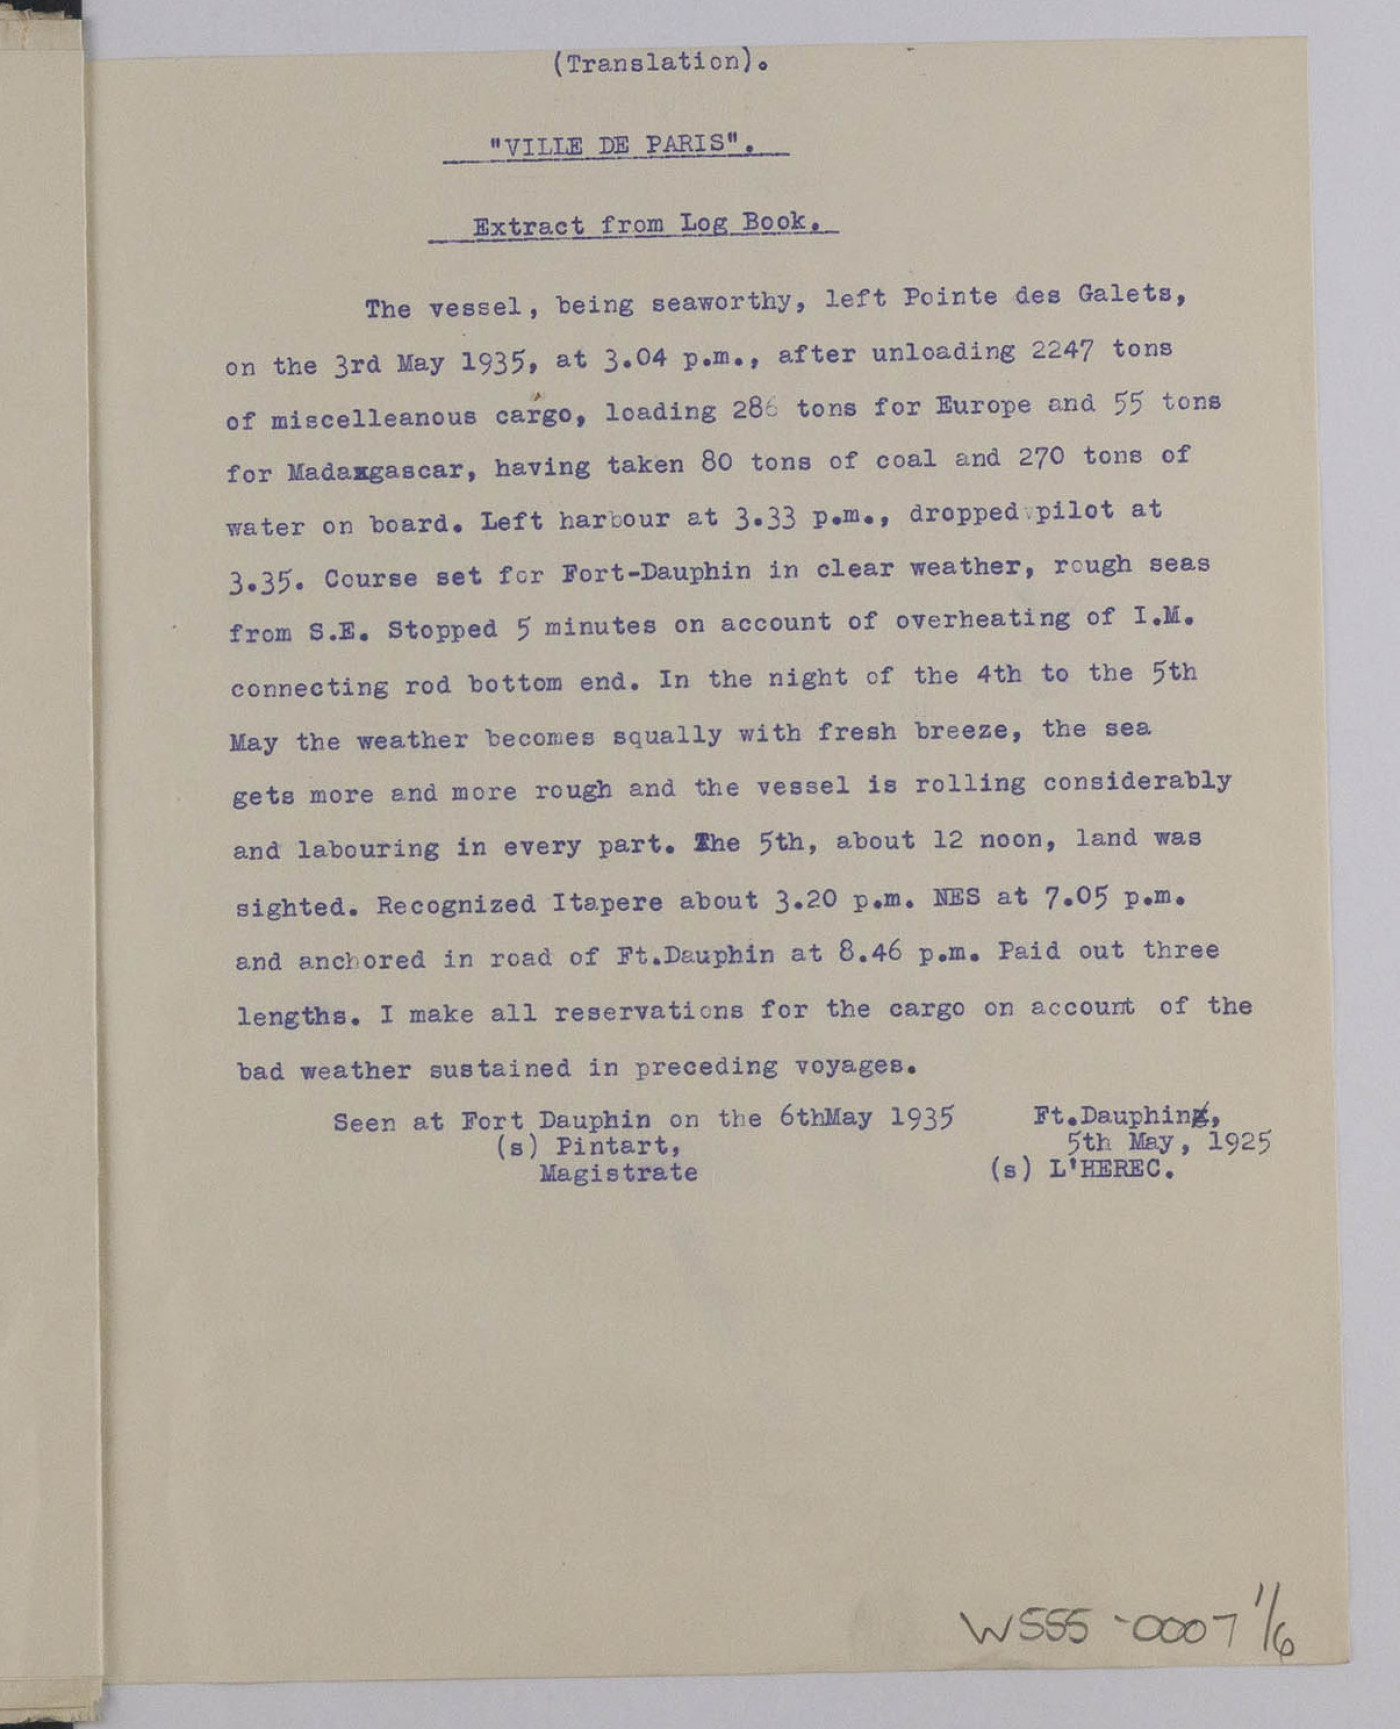 (Translation).
"VILLE DE PARIS".
Extract from Log Book.
The vessel, being seaworthy, left Pointe des Galets,
on the 3rd May 1935, at 3.04 p.m., after unloading 2247 tons
of miscelleanous cargo, loading 286 tons for Europe and 55 tons
for Madaxgascar, having taken 80 tons of coal and 270 tons of
water on board. Left harbour at 3.33 p.m., dropped pilot at
3.35. Course set for Fort-Dauphin in clear weather, rough seas
from S.E. Stopped 5 minutes on account of overheating of I.M.
connecting rod bottom end. In the night of the 4th to the 5th
May the weather becomes squally with fresh breeze, the sea
gets more and more rough and the vessel is rolling considerably
and labouring in every part. The 5th, about 12 noon, land was
sighted. Recognized Itapere about 3.20 p.m. NES at 7.05 p.m.
and anchored in road of Ft.Dauphin at 8.46 p.m. Paid out three
lengths. I make all reservations for the cargo on account of the
bad weather sustained in preceding voyages.
Seen at Fort Dauphin on the 6thMay 1935 Ft.Dauphing,
(s) Pintart, 5th May, 1925
Magistrate (s) L'HEREC.
W555-0007 1/6